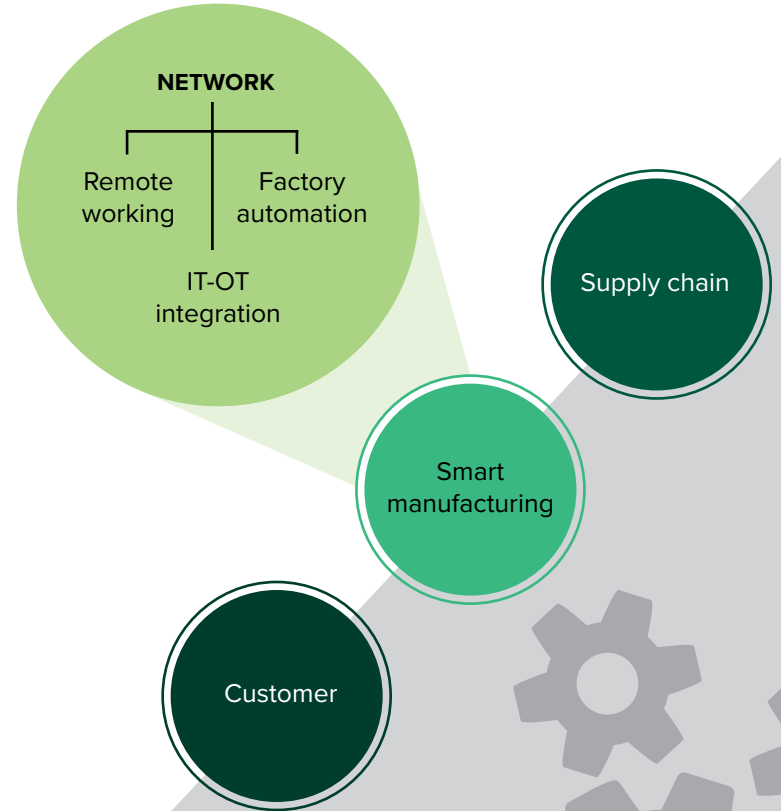 NETWORK
Remote
working
Factory
automation
IT-OT
integration
Supply chain
Smart
manufacturing
Customer